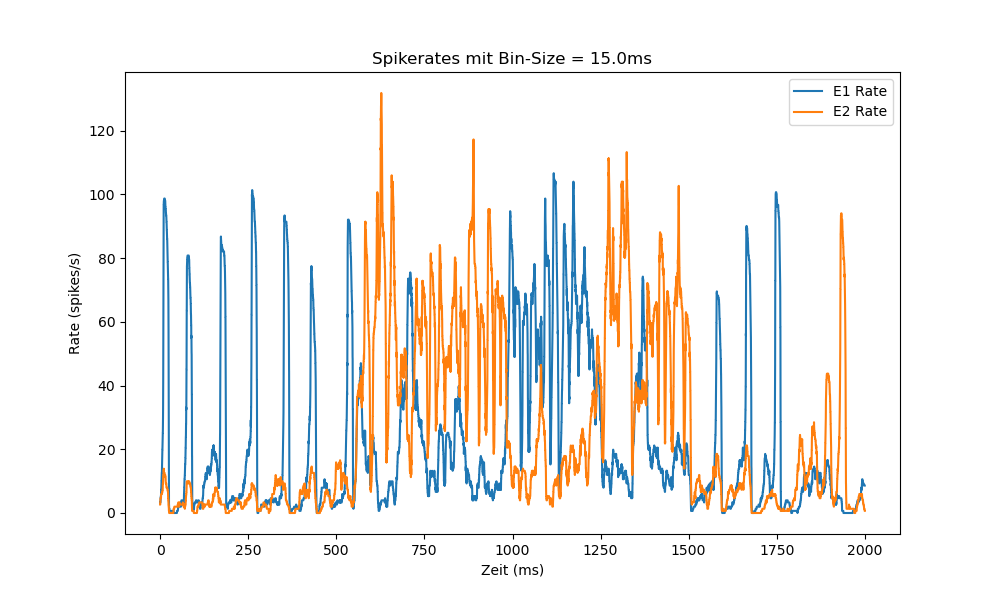 Spikerates mit Bin-Size = 15.0ms
E1 Rate
E2 Rate
120
100
80
60
40
20
0
Rate (spikes/s)
0 250 500 750 1000 1250 1500 1750 2000
Zeit (ms)